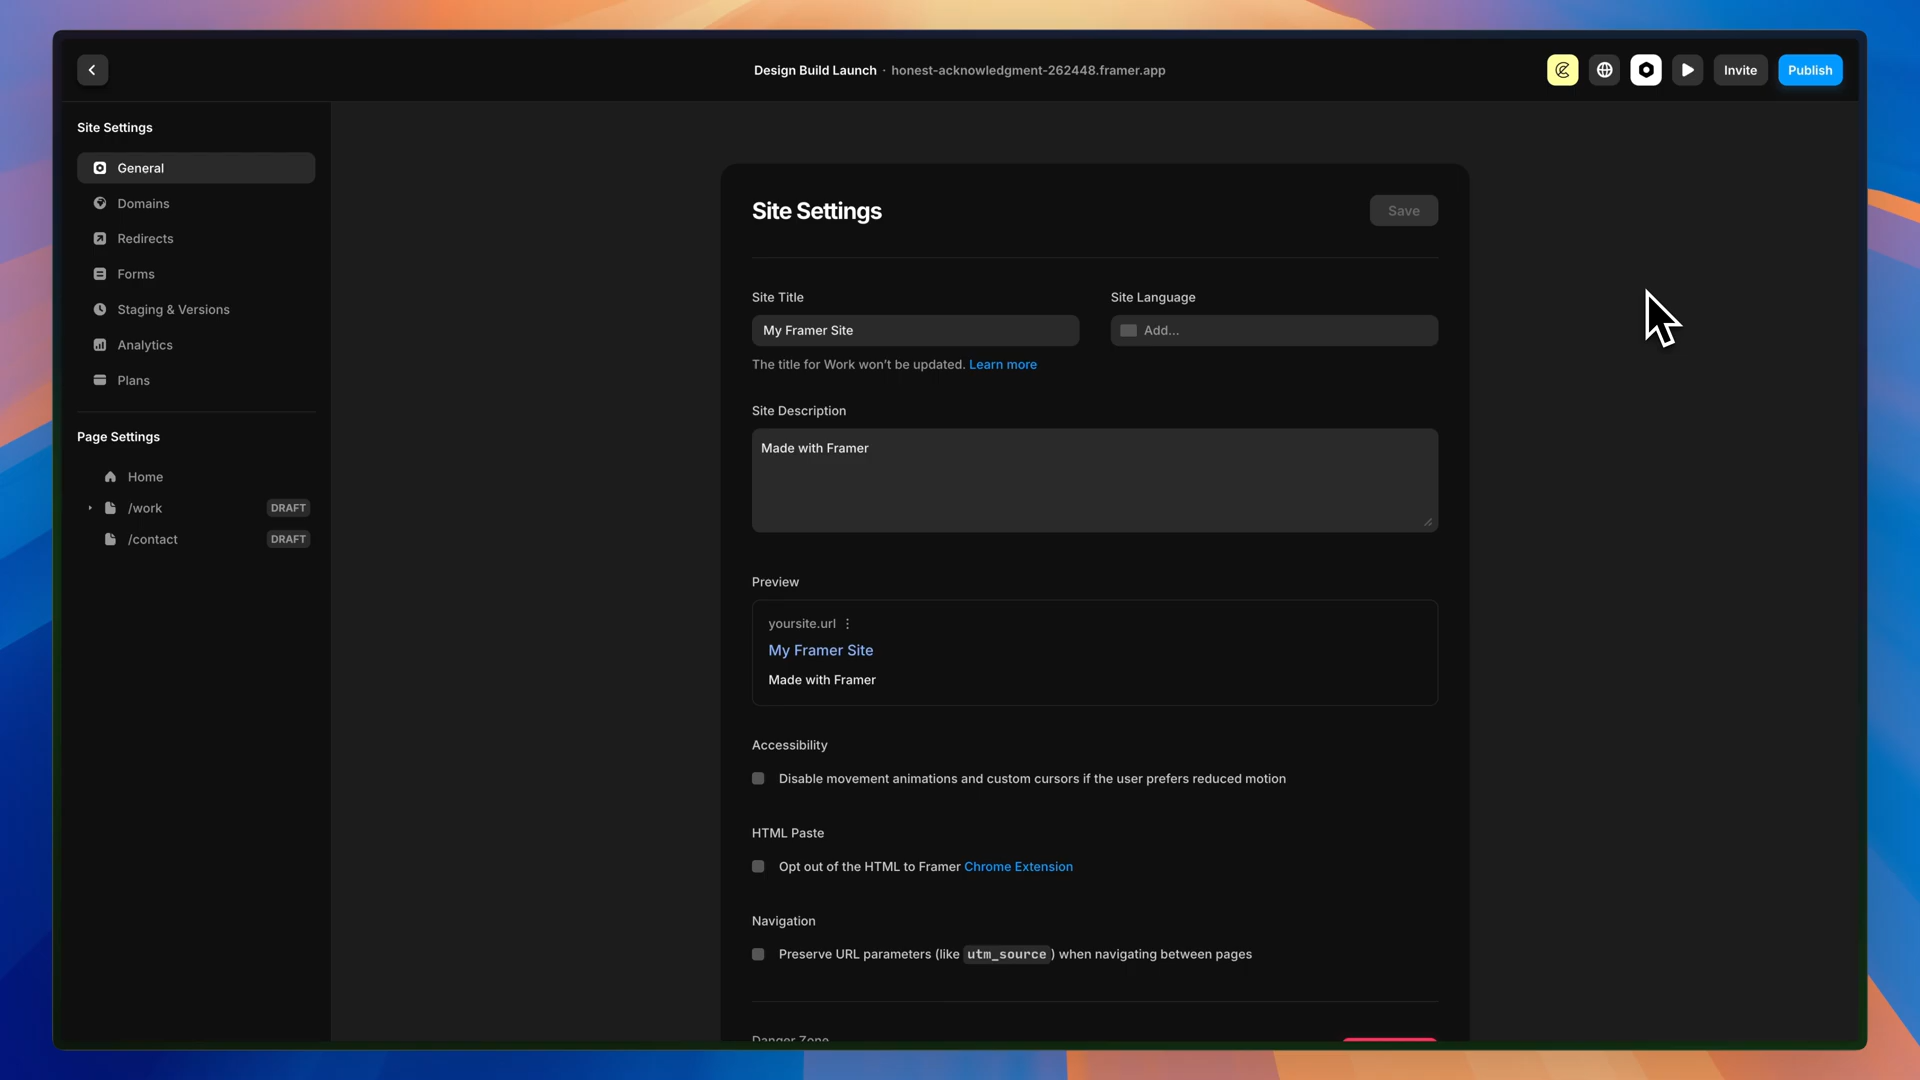 Design Build Launch · honest-acknowledgment-262448.framer.app
Invite
Publish
Site Settings
General
Domains
Redirects
Forms
Staging & Versions
Analytics
Plans
Page Settings
Home
/work DRAFT
/contact DRAFT
Site Settings
Save
Site Title
Site Language
My Framer Site
Add...
The title for Work won’t be updated. Learn more
Site Description
Made with Framer
Preview
yoursite.url
My Framer Site
Made with Framer
Accessibility
Disable movement animations and custom cursors if the user prefers reduced motion
HTML Paste
Opt out of the HTML to Framer Chrome Extension
Navigation
Preserve URL parameters (like utm_source) when navigating between pages
Danger Zone